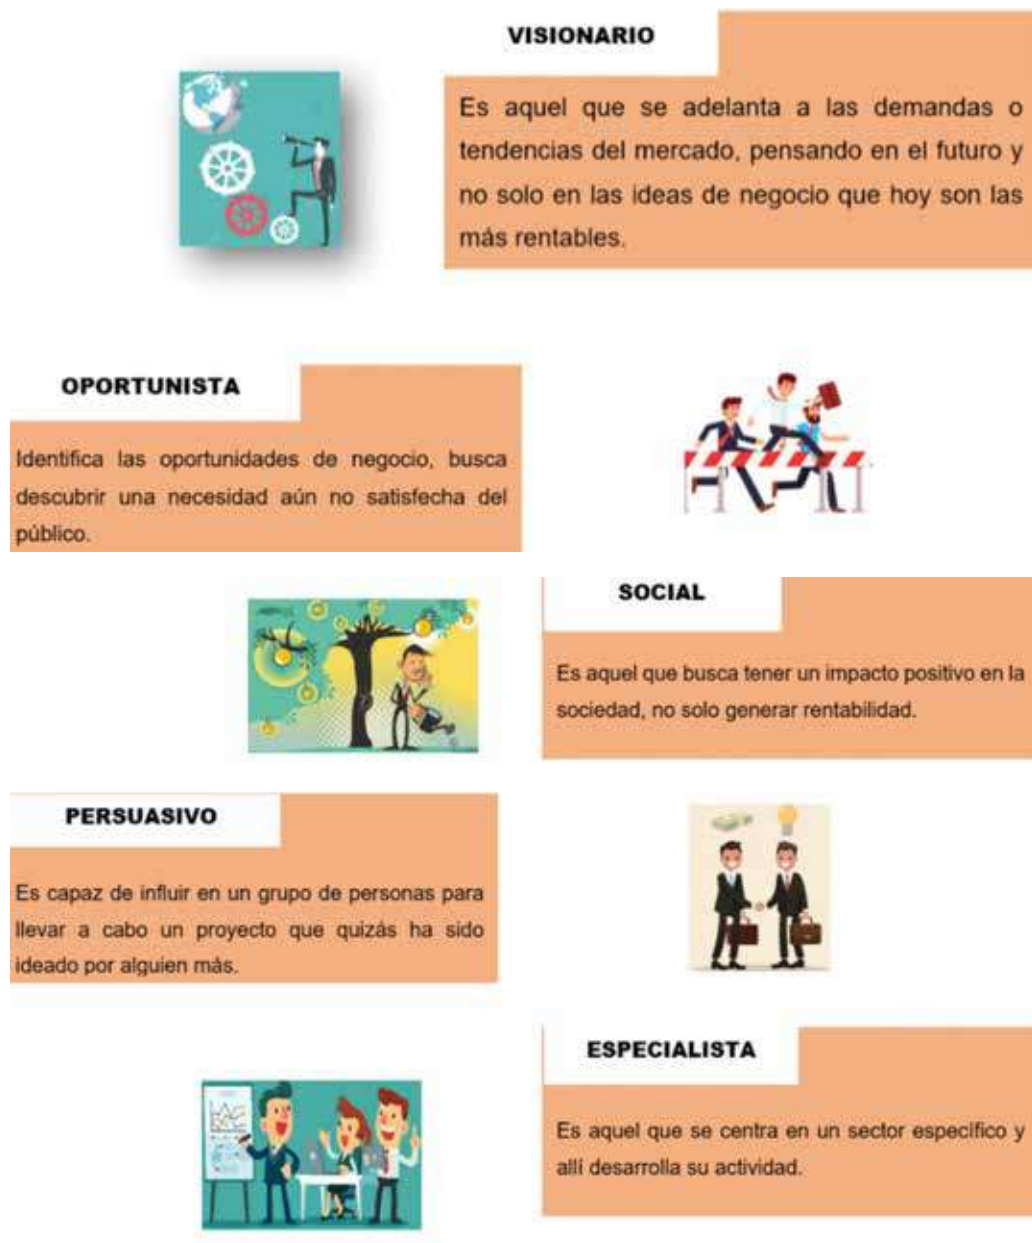 VISIONARIO
Es aquel que se adelanta a las demandas o
tendencias del mercado, pensando en el futuro y
no solo en las ideas de negocio que hoy son las
más rentables.
OPORTUNISTA
Identifica las oportunidades de negocio, busca
descubrir una necesidad aún no satisfecha del
público.
SOCIAL
Es aquel que busca tener un impacto positivo en la
sociedad, no solo generar rentabilidad.
PERSUASIVO
Es capaz de influir en un grupo de personas para
llevar a cabo un proyecto que quizás ha sido
ideado por alguien más.
ESPECIALISTA
Es aquel que se centra en un sector específico y
allí desarrolla su actividad.